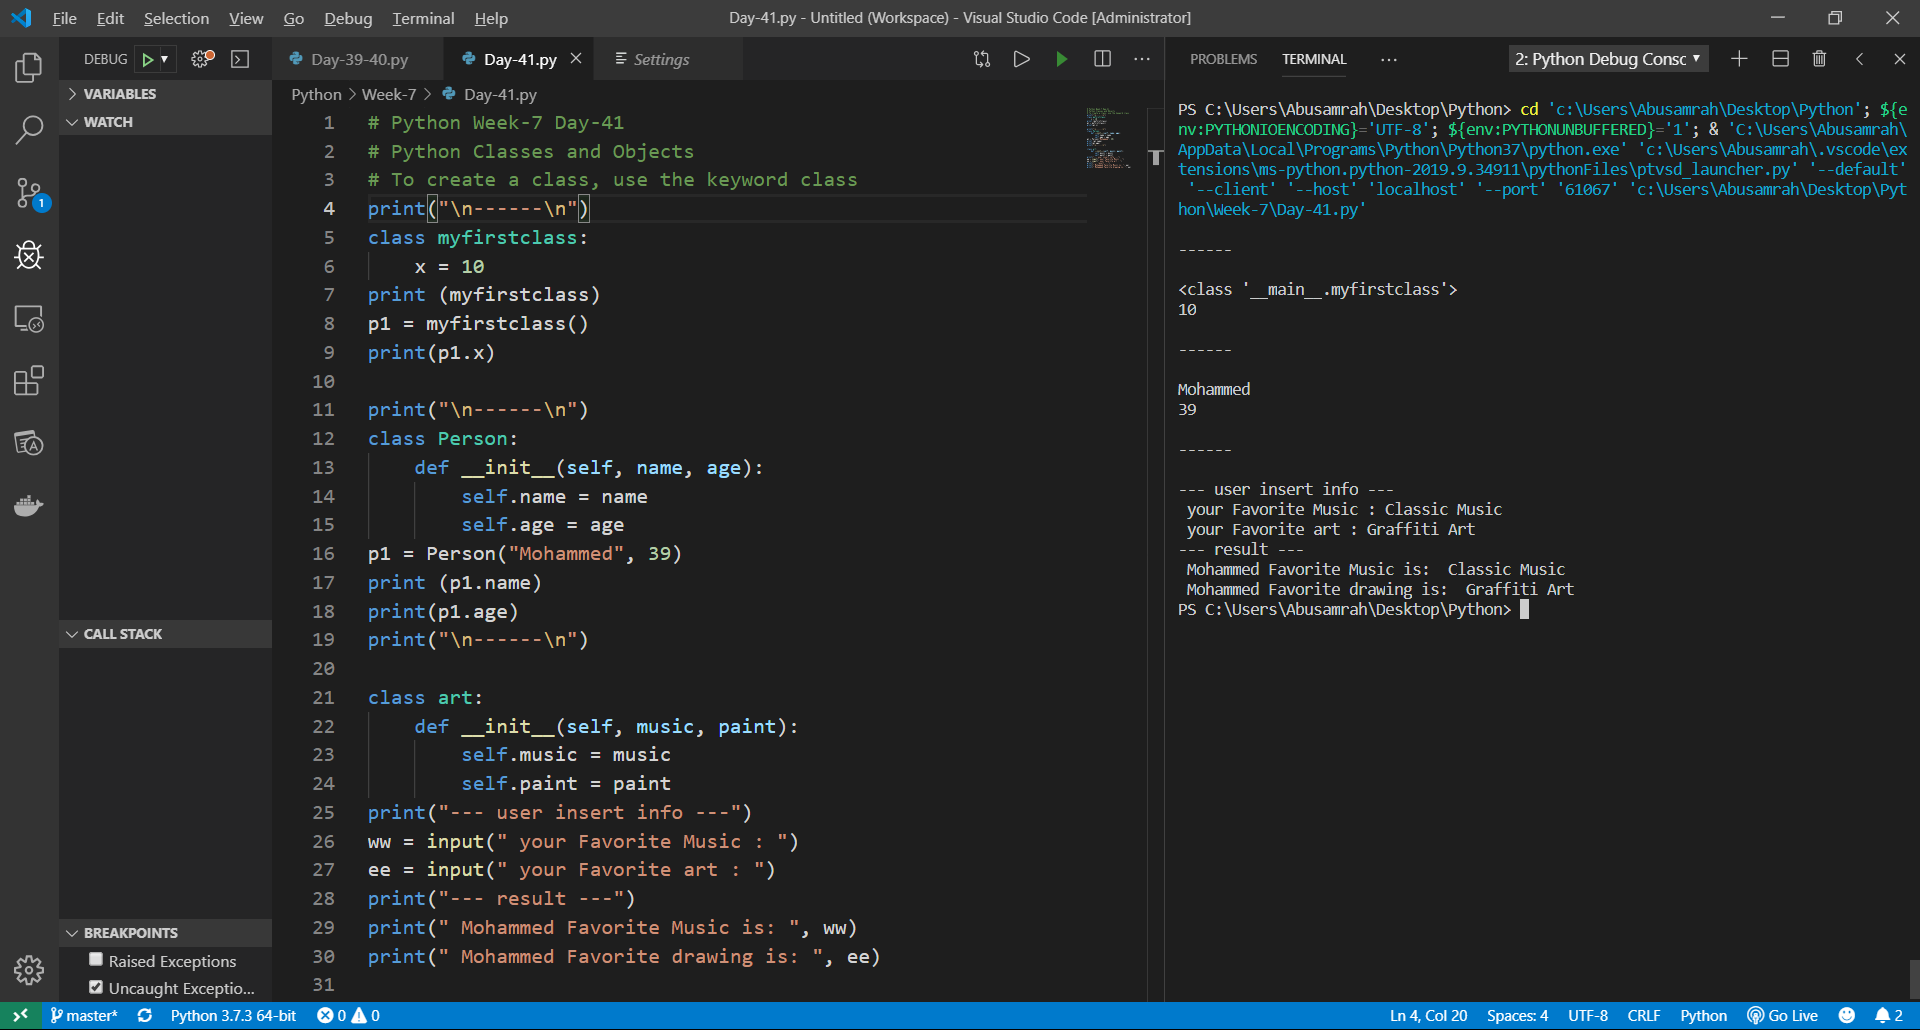 File Edit Selection View Go Debug Terminal Help
Day-41.py - Untitled (Workspace) - Visual Studio Code [Administrator]
DEBUG
VARIABLES
WATCH
CALL STACK
BREAKPOINTS
Raised Exceptions
Uncaught Exceptio...
1
Day-39-40.py Day-41.py Settings
Python > Week-7 > Day-41.py
1 # Python Week-7 Day-41
2 # Python Classes and Objects
3 # To create a class, use the keyword class
4 print("\n------\n")
5 class myfirstclass:
6     x = 10
7 print (myfirstclass)
8 p1 = myfirstclass()
9 print(p1.x)
10
11 print("\n------\n")
12 class Person:
13     def __init__(self, name, age):
14         self.name = name
15         self.age = age
16 p1 = Person("Mohammed", 39)
17 print (p1.name)
18 print(p1.age)
19 print("\n------\n")
20
21 class art:
22     def __init__(self, music, paint):
23         self.music = music
24         self.paint = paint
25 print("--- user insert info ---")
26 ww = input(" your Favorite Music : ")
27 ee = input(" your Favorite art : ")
28 print("--- result ---")
29 print(" Mohammed Favorite Music is: ", ww)
30 print(" Mohammed Favorite drawing is: ", ee)
31
PROBLEMS TERMINAL ... 2: Python Debug Consc
PS C:\Users\Abusamrah\Desktop\Python> cd 'c:\Users\Abusamrah\Desktop\Python'; ${e
nv:PYTHONIOENCODING}='UTF-8'; ${env:PYTHONUNBUFFERED}='1'; & 'C:\Users\Abusamrah\
AppData\Local\Programs\Python\Python37\python.exe' 'c:\Users\Abusamrah\.vscode\ex
tensions\ms-python.python-2019.9.34911\pythonFiles\ptvsd_launcher.py' '--default'
 '--client' '--host' 'localhost' '--port' '61067' 'c:\Users\Abusamrah\Desktop\Pyt
hon\Week-7\Day-41.py'
------
<class '__main__.myfirstclass'>
10
------
Mohammed
39
------
--- user insert info ---
 your Favorite Music : Classic Music
 your Favorite art : Graffiti Art
--- result ---
 Mohammed Favorite Music is:  Classic Music
 Mohammed Favorite drawing is:  Graffiti Art
PS C:\Users\Abusamrah\Desktop\Python>
master* Python 3.7.3 64-bit 0 0 Ln 4, Col 20 Spaces: 4 UTF-8 CRLF Python Go Live 2